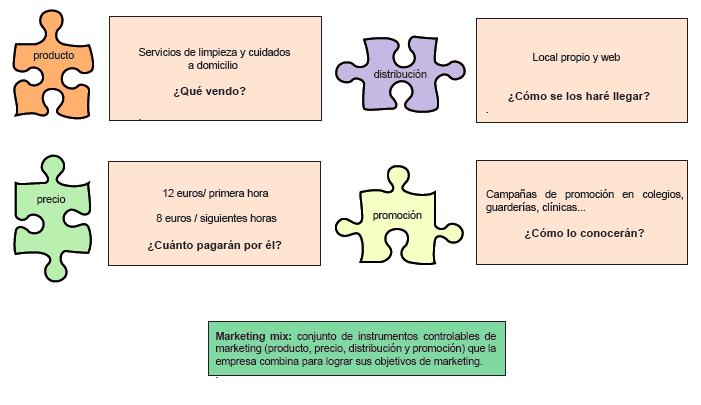 producto
Servicios de limpieza y cuidados
a domicilio
¿Qué vendo?
.
distribución
Local propio y web
¿Cómo se los haré llegar?
.
precio
12 euros/ primera hora
8 euros / siguientes horas
¿Cuánto pagarán por él?
promoción
Campañas de promoción en colegios,
guarderías, clínicas...
¿Cómo lo conocerán?
Marketing mix: conjunto de instrumentos controlables de
marketing (producto, precio, distribución y promoción) que la
empresa combina para lograr sus objetivos de marketing.
.